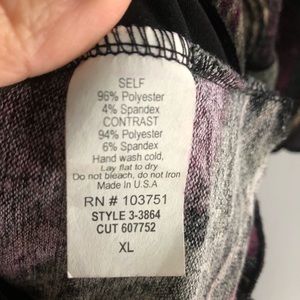 SELF
96% Polyester
4% Spandex
CONTRAST
94% Polyester
6% Spandex
Hand wash cold,
Lay flat to dry
Do not bleach, do not Iron
Made In U.S.A
RN # 103751
STYLE 3-3864
CUT 607752
XL